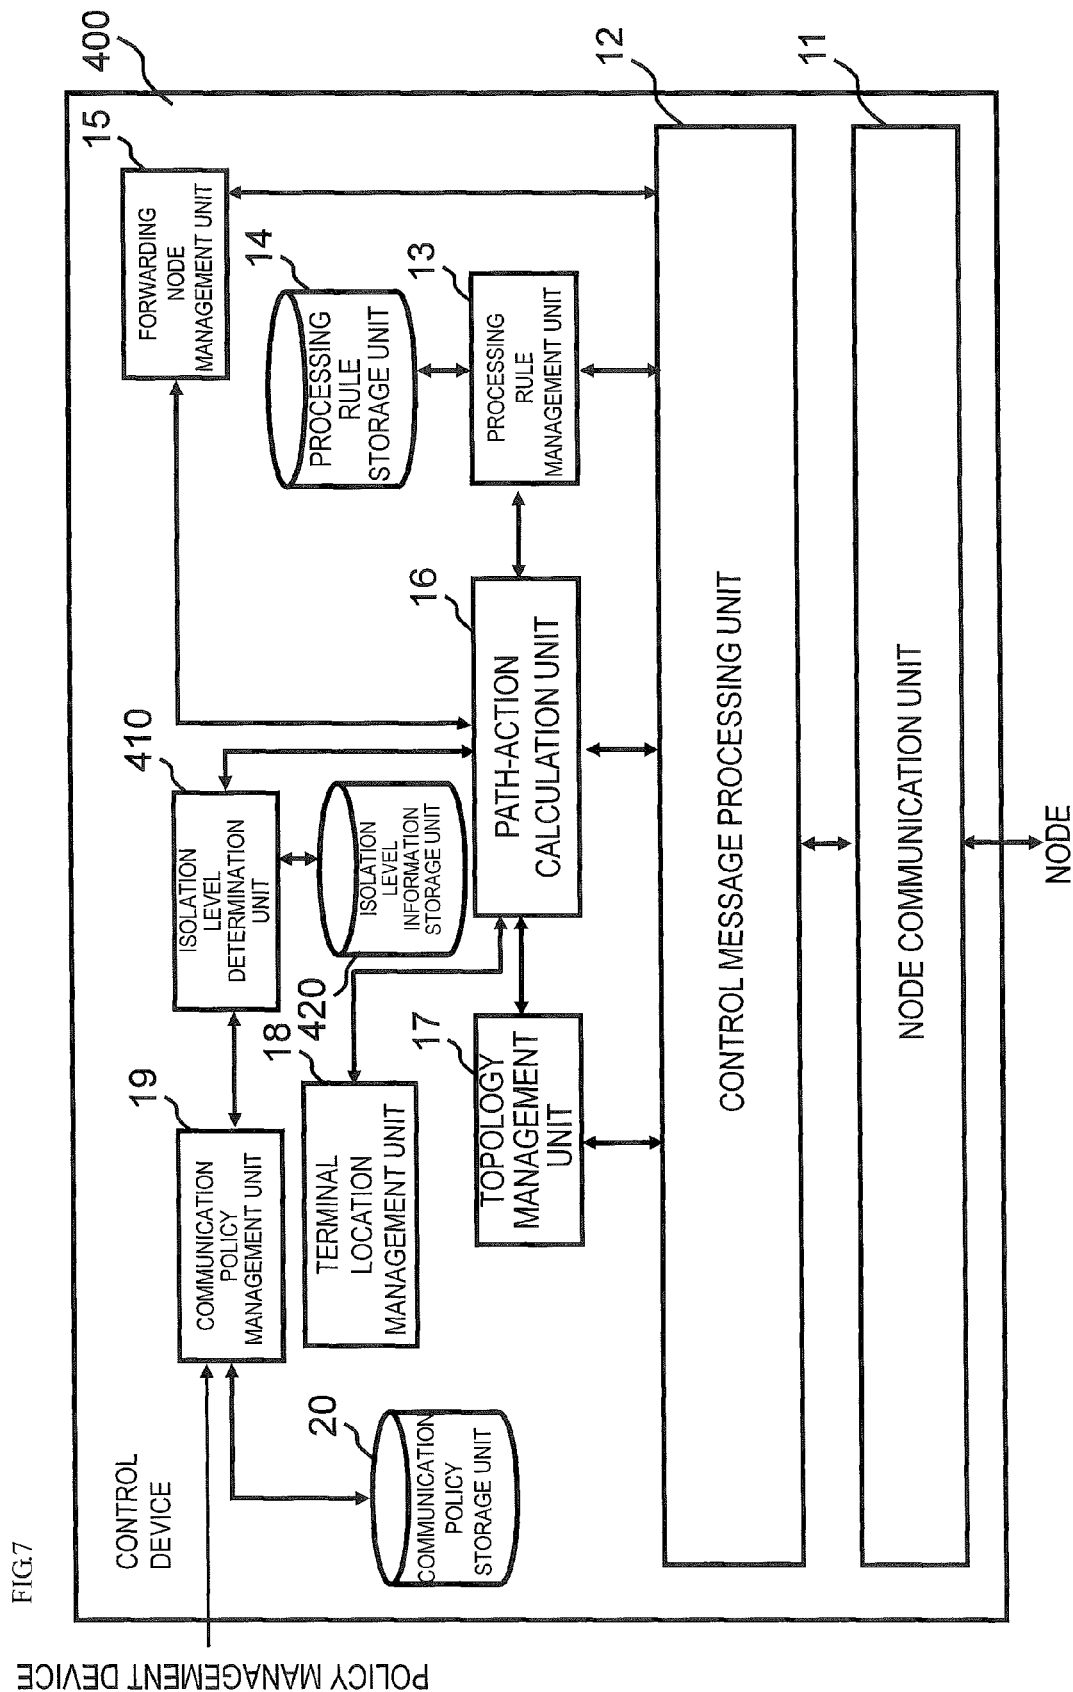 FIG.7
POLICY MANAGEMENT DEVICE
CONTROL
DEVICE
400
COMMUNICATION
POLICY
MANAGEMENT UNIT
19
ISOLATION
LEVEL
DETERMINATION
UNIT
410
FORWARDING
NODE
MANAGEMENT UNIT
15
COMMUNICATION
POLICY
STORAGE UNIT
20
TERMINAL
LOCATION
MANAGEMENT UNIT
18
ISOLATION
LEVEL
INFORMATION
STORAGE UNIT
420
PROCESSING
RULE
STORAGE UNIT
14
TOPOLOGY
MANAGEMENT
UNIT
17
PATH-ACTION
CALCULATION UNIT
16
PROCESSING
RULE
MANAGEMENT UNIT
13
CONTROL MESSAGE PROCESSING UNIT
12
NODE COMMUNICATION UNIT
11
NODE